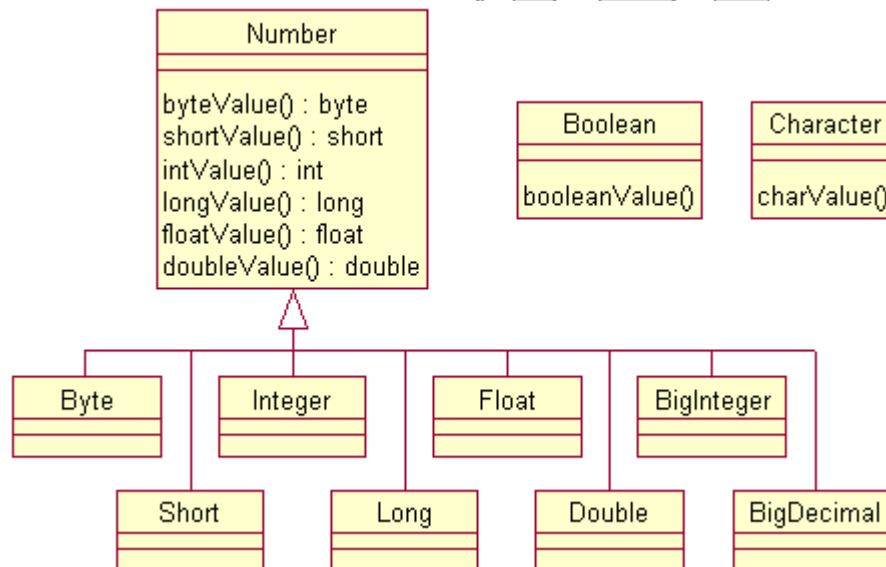 Number
byteValue() : byte
shortValue() : short
intValue() : int
longValue() : long
floatValue() : float
doubleValue() : double
Boolean
booleanValue()
Character
charValue()
Byte
Integer
Float
BigInteger
Short
Long
Double
BigDecimal